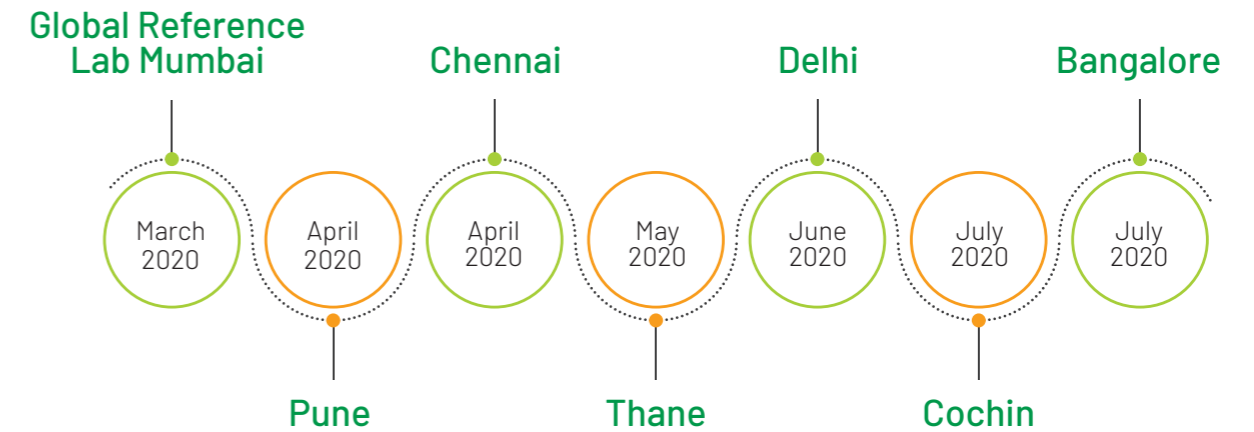 Global Reference
Lab Mumbai
Chennai
Delhi
Bangalore
March
2020
April
2020
April
2020
May
2020
June
2020
July
2020
July
2020
Pune
Thane
Cochin